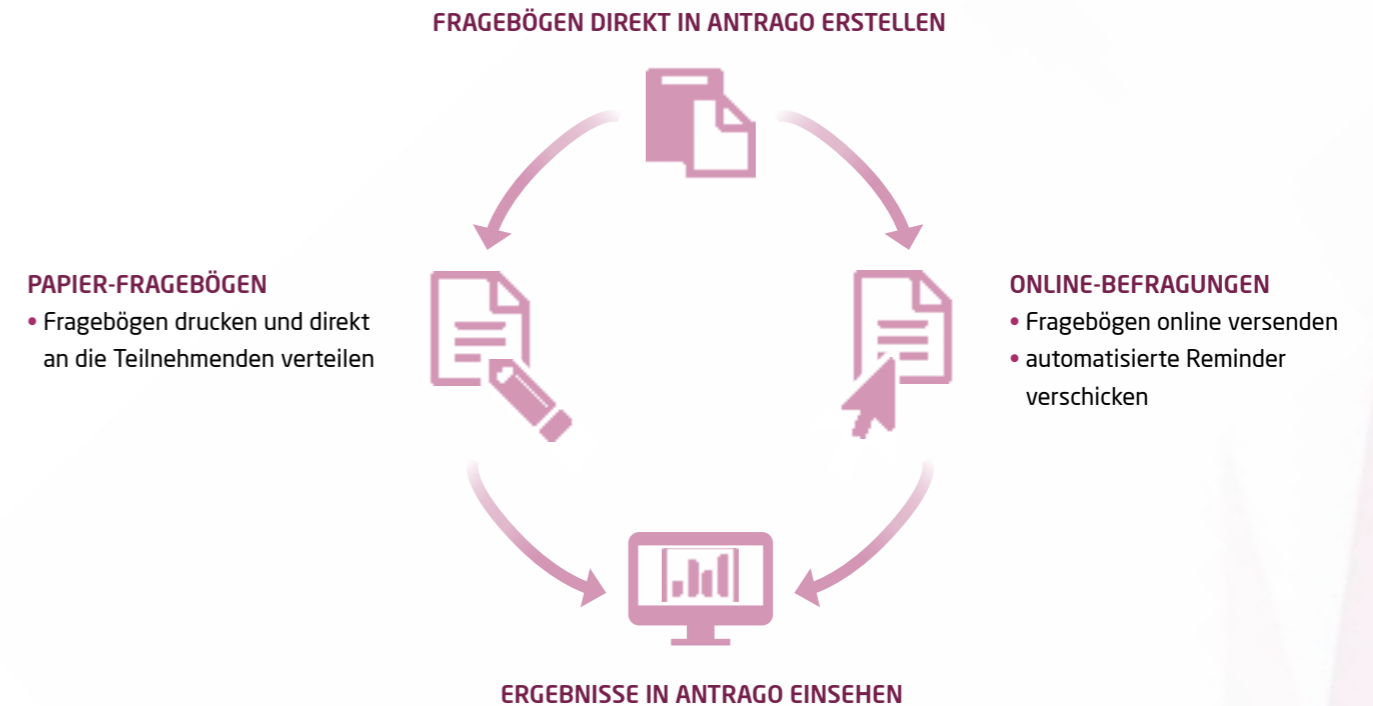 FRAGEBÖGEN DIREKT IN ANTRAGO ERSTELLEN
PAPIER-FRAGEBÖGEN
• Fragebögen drucken und direkt
an die Teilnehmenden verteilen
ONLINE-BEFRAGUNGEN
• Fragebögen online versenden
• automatisierte Reminder
verschicken
ERGEBNISSE IN ANTRAGO EINSEHEN